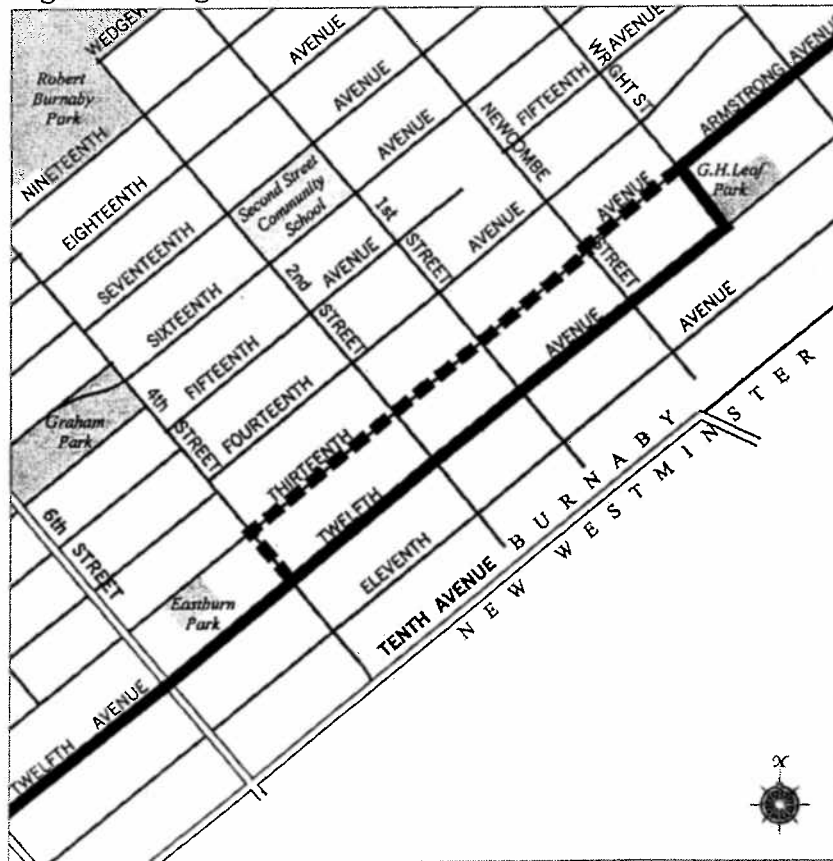 WEDGEW
AVENUE
AVENUE
WRIGHT ST
ARMSTRONG AVENUE
Robert
Burnaby
Park
NINETEENTH
AVENUE
NEWCOMBE
FIFTEENTH
EIGHTEENTH
Second Street
Community
School
AVENUE
G.H.Leaf
Park
1st
STREET
AVENUE
AVENUE
STREET
SEVENTEENTH
2nd
STREET
AVENUE
SIXTEENTH
AVENUE
AVENUE
4th
STREET
FIFTEENTH
Graham
Park
FOURTEENTH
THIRTEENTH
TWELFTH
6th
STREET
ELEVENTH
Eastburn
Park
TENTH AVENUE
BURNABY
NEW WESTMINSTER
TWELFTH AVENUE
N